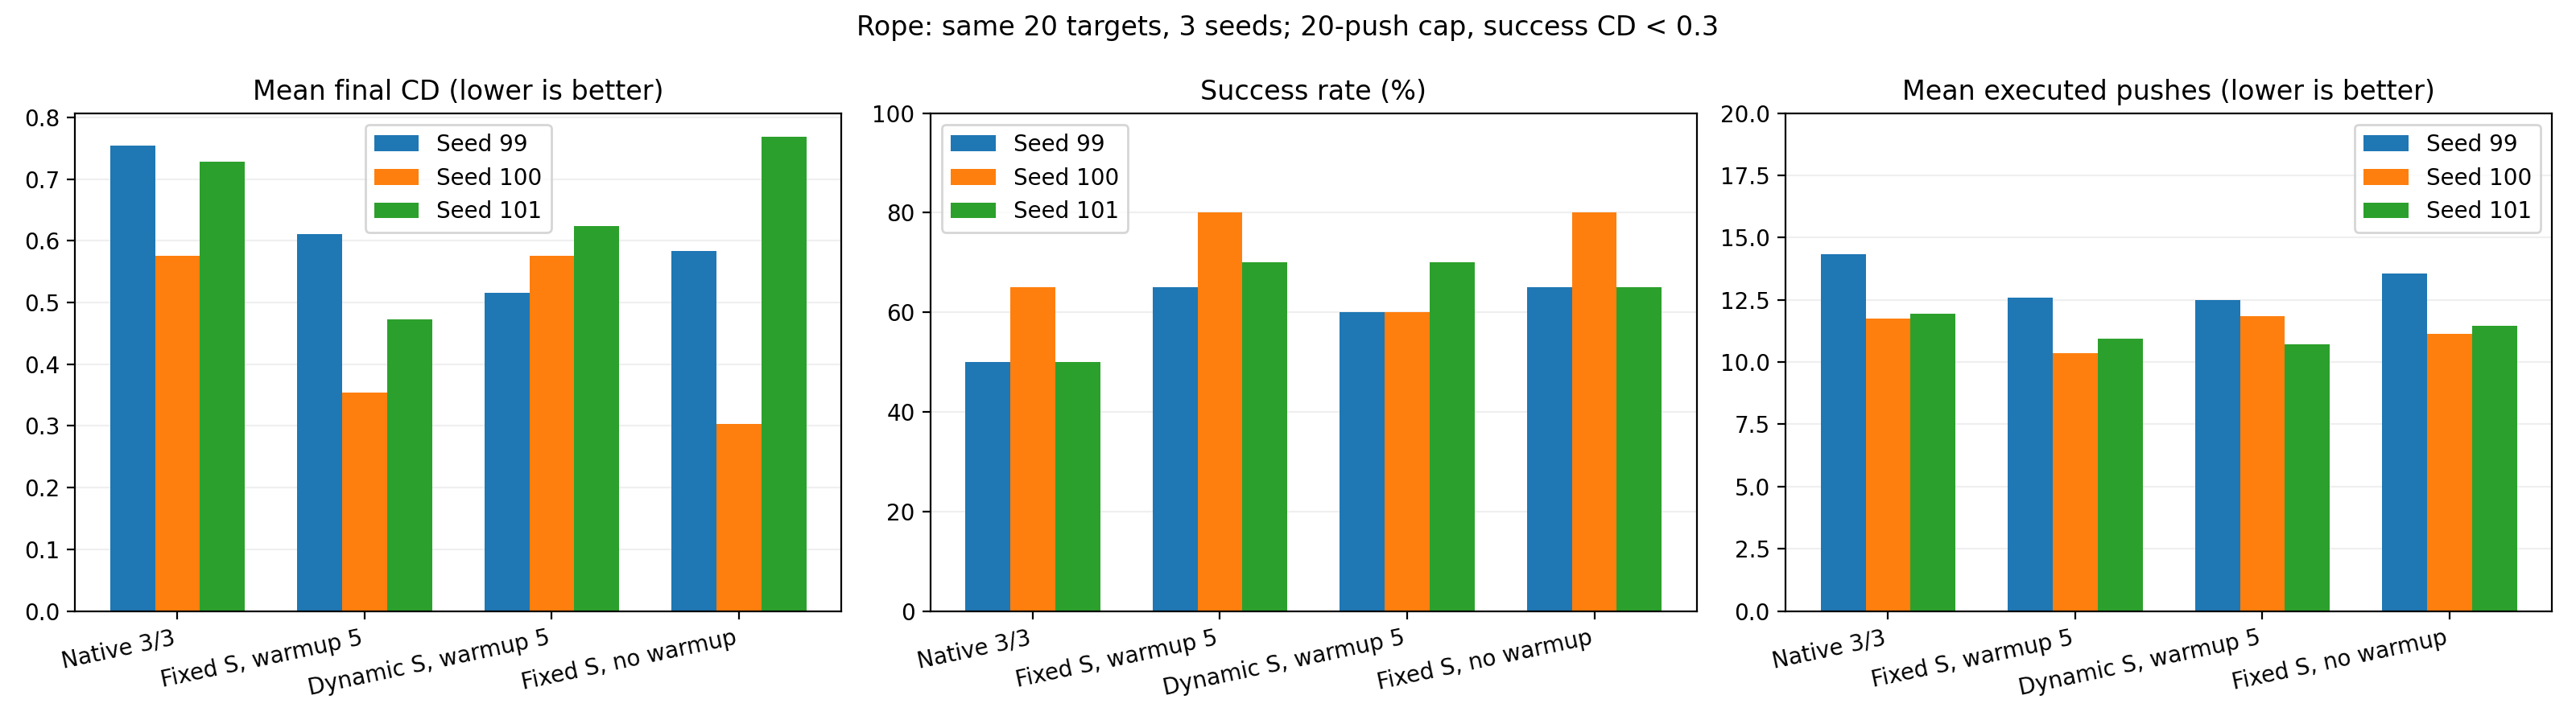 Rope: same 20 targets, 3 seeds; 20-push cap, success CD < 0.3
Mean final CD (lower is better)
0.8
0.7
0.6
0.5
0.4
0.3
0.2
0.1
0.0
Seed 99
Seed 100
Seed 101
Native 3/3
Fixed S, warmup 5
Dynamic S, warmup 5
Fixed S, no warmup
Success rate (%)
100
80
60
40
20
0
Seed 99
Seed 100
Seed 101
Native 3/3
Fixed S, warmup 5
Dynamic S, warmup 5
Fixed S, no warmup
Mean executed pushes (lower is better)
20.0
17.5
15.0
12.5
10.0
7.5
5.0
2.5
0.0
Seed 99
Seed 100
Seed 101
Native 3/3
Fixed S, warmup 5
Dynamic S, warmup 5
Fixed S, no warmup